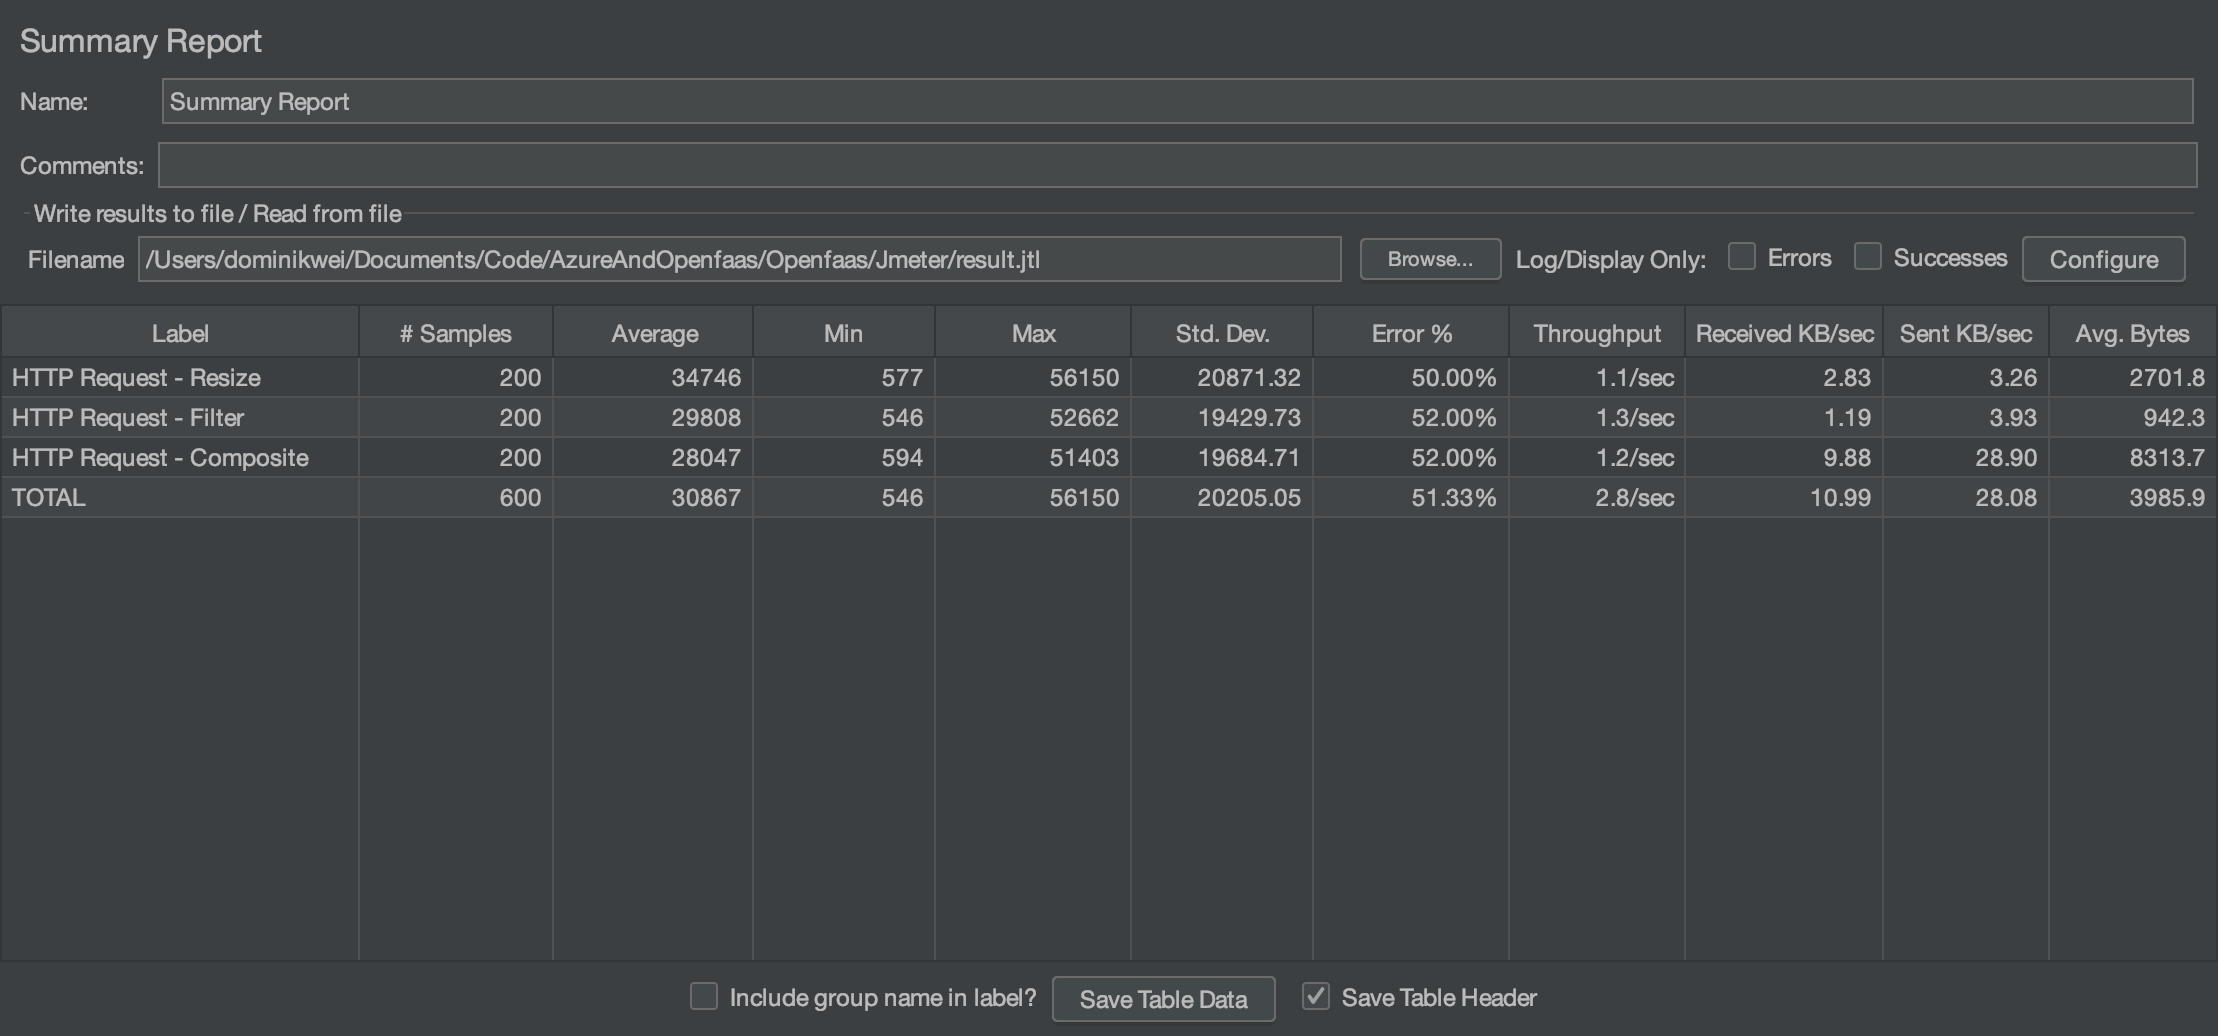 Summary Report
Name: Summary Report
Comments:
Write results to file / Read from file
Filename /Users/dominikwei/Documents/Code/AzureAndOpenfaas/Openfaas/Jmeter/result.jtl Browse... Log/Display Only: Errors Successes Configure
Label # Samples Average Min Max Std. Dev. Error % Throughput Received KB/sec Sent KB/sec Avg. Bytes
HTTP Request - Resize 200 34746 577 56150 20871.32 50.00% 1.1/sec 2.83 3.26 2701.8
HTTP Request - Filter 200 29808 546 52662 19429.73 52.00% 1.3/sec 1.19 3.93 942.3
HTTP Request - Composite 200 28047 594 51403 19684.71 52.00% 1.2/sec 9.88 28.90 8313.7
TOTAL 600 30867 546 56150 20205.05 51.33% 2.8/sec 10.99 28.08 3985.9
Include group name in label? Save Table Data Save Table Header